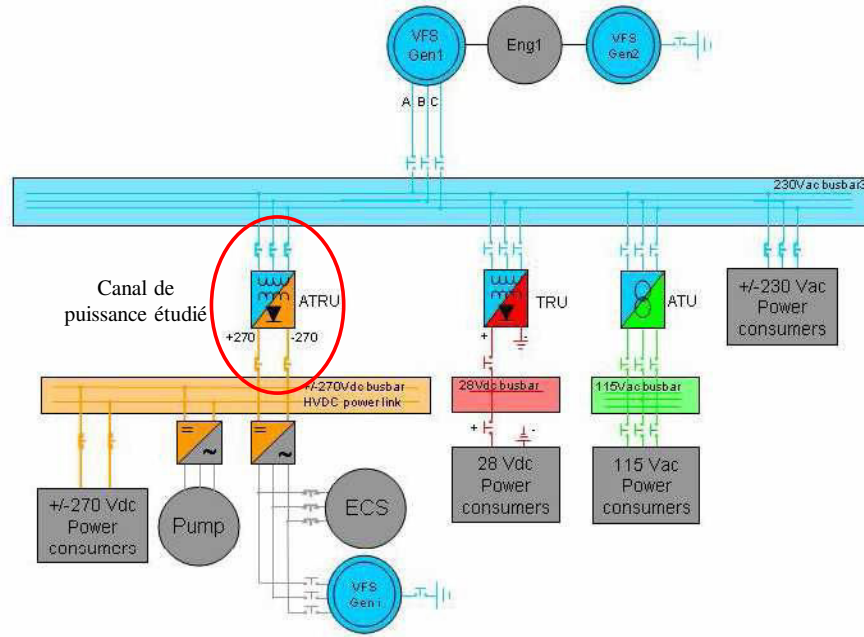 VFS
Gen1
Eng1
VFS
Gen2
A B C
230Vac busbar3
Canal de
puissance étudié
ATRU
TRU
ATU
+/-230 Vac
Power
consumers
+270
-270
+
-
+/-270Vdc busbar
HVDC power link
28Vdc busbar
115Vac busbar
=
~
=
~
+
-
+/-270 Vdc
Power
consumers
Pump
ECS
28 Vdc
Power
consumers
115 Vac
Power
consumers
VFS